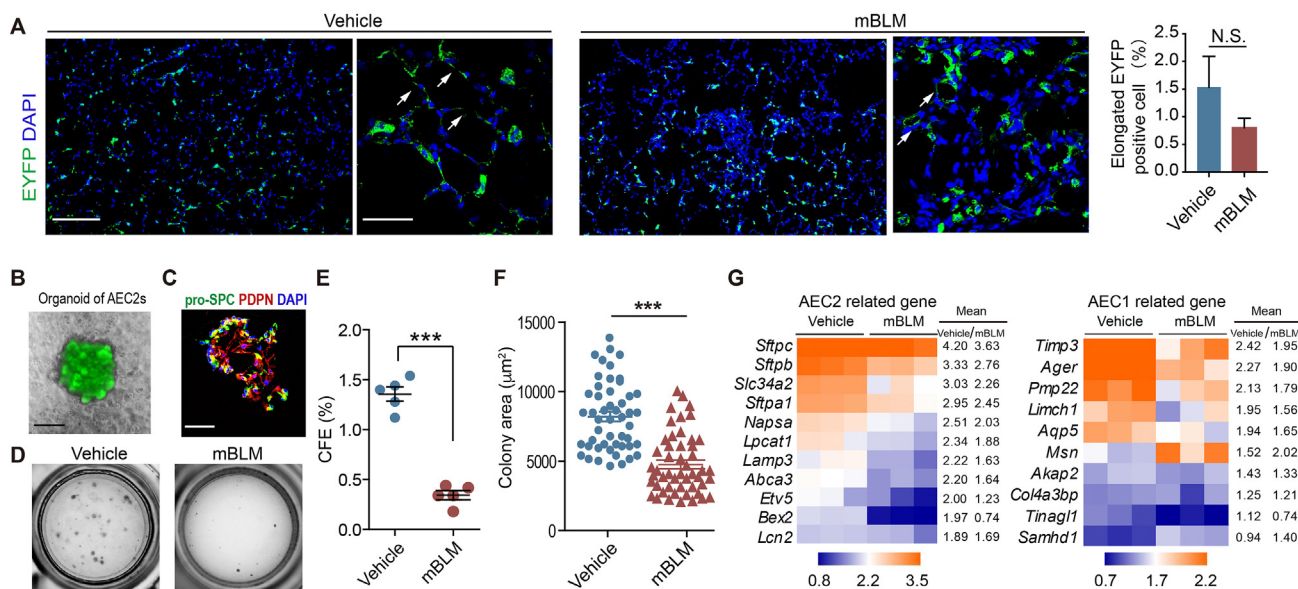 A
Vehicle
mBLM
EYFP DAPI
Elongated EYFP
positive cell (%)
2.5
2.0
1.5
1.0
0.5
0.0
N.S.
Vehicle
mBLM
B
Organoid of AEC2s
C
pro-SPC PDPN DAPI
D
Vehicle
mBLM
E
CFE (%)
2.0
1.5
1.0
0.5
0.0
***
Vehicle
mBLM
F
Colony area (μm²)
15000
10000
5000
0
***
Vehicle
mBLM
G
AEC2 related gene
Mean
Vehicle
mBLM
Vehicle/mBLM
Sftpc 4.20 3.63
Sftpb 3.33 2.76
Slc34a2 3.03 2.26
Sftpa1 2.95 2.45
Napsa 2.51 2.03
Lpcat1 2.34 1.88
Lamp3 2.22 1.63
Abca3 2.20 1.64
Etv5 2.00 1.23
Bex2 1.97 0.74
Lcn2 1.89 1.69
0.8 2.2 3.5
AEC1 related gene
Mean
Vehicle
mBLM
Vehicle/mBLM
Timp3 2.42 1.95
Ager 2.27 1.90
Pmp22 2.13 1.79
Limch1 1.95 1.56
Aqp5 1.94 1.65
Msn 1.52 2.02
Akap2 1.43 1.33
Col4a3bp 1.25 1.21
Tinagl1 1.12 0.74
Samhd1 0.94 1.40
0.7 1.7 2.2